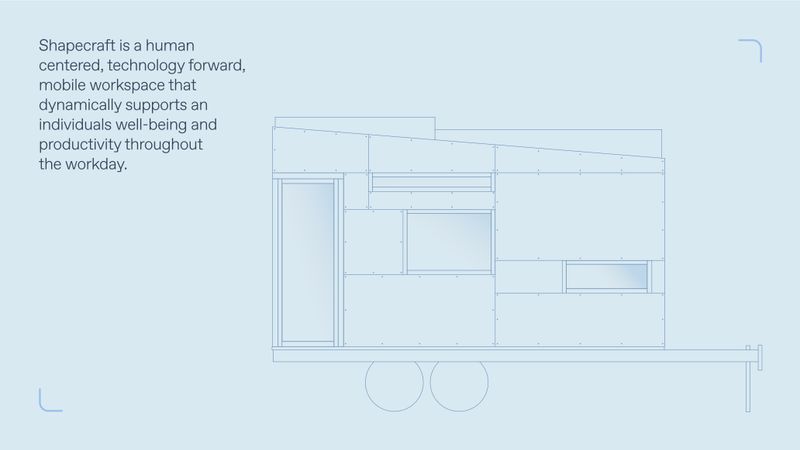 Shapecraft is a human
centered, technology forward,
mobile workspace that
dynamically supports an
individuals well-being and
productivity throughout
the workday.